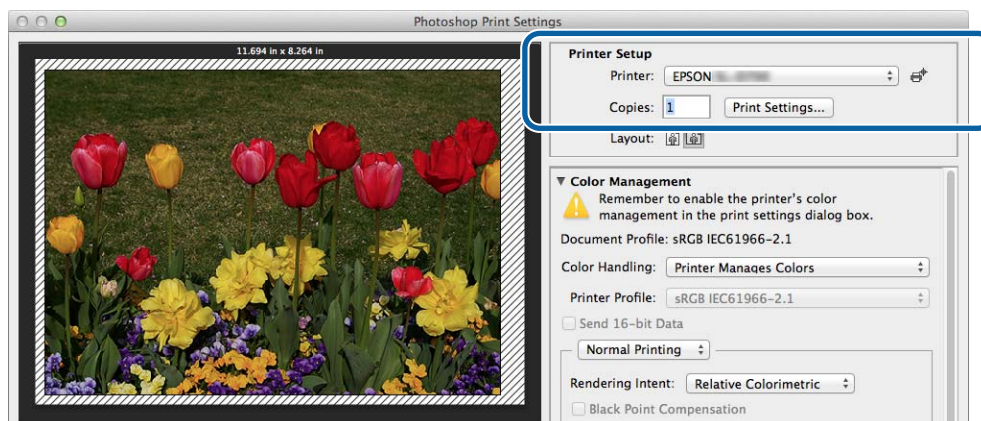 Photoshop Print Settings
11.694 in x 8.264 in
Printer Setup
Printer: EPSON
Copies: 1 Print Settings...
Layout:
Color Management
Remember to enable the printer's color
management in the print settings dialog box.
Document Profile: sRGB IEC61966-2.1
Color Handling: Printer Manages Colors
Printer Profile: sRGB IEC61966-2.1
Send 16-bit Data
Normal Printing
Rendering Intent: Relative Colorimetric
Black Point Compensation